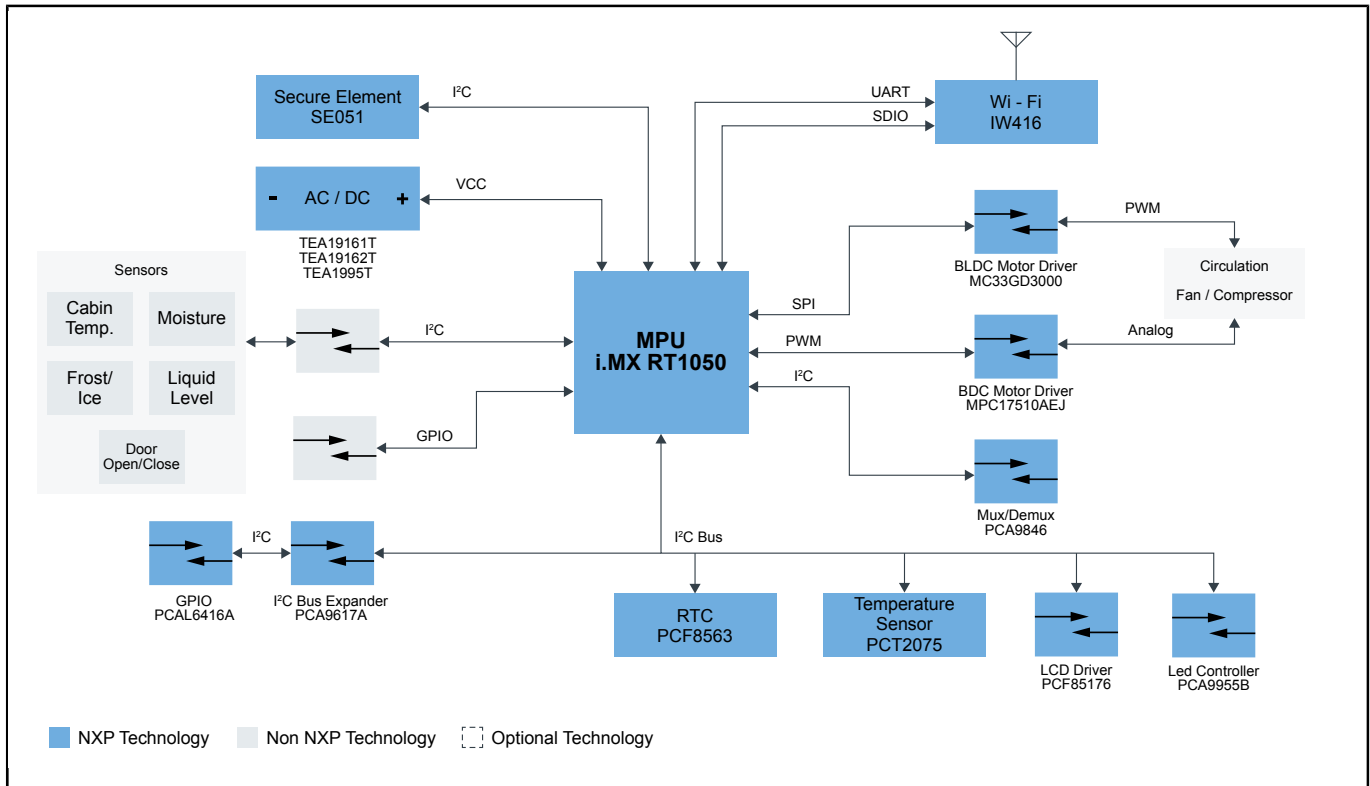 Secure Element
SE051
I²C
UART
SDIO
Wi - Fi
IW416
- AC / DC +
VCC
TEA19161T
TEA19162T
TEA1995T
PWM
BLDC Motor Driver
MC33GD3000
Circulation
Fan / Compressor
Sensors
Cabin
Temp.
Moisture
Frost/
Ice
Liquid
Level
Door
Open/Close
I²C
GPIO
MPU
i.MX RT1050
SPI
PWM
I²C
Analog
BDC Motor Driver
MPC17510AEJ
Mux/Demux
PCA9846
I²C
I²C Bus
GPIO
PCAL6416A
I²C Bus Expander
PCA9617A
RTC
PCF8563
Temperature
Sensor
PCT2075
LCD Driver
PCF85176
Led Controller
PCA9955B
NXP Technology
Non NXP Technology
Optional Technology